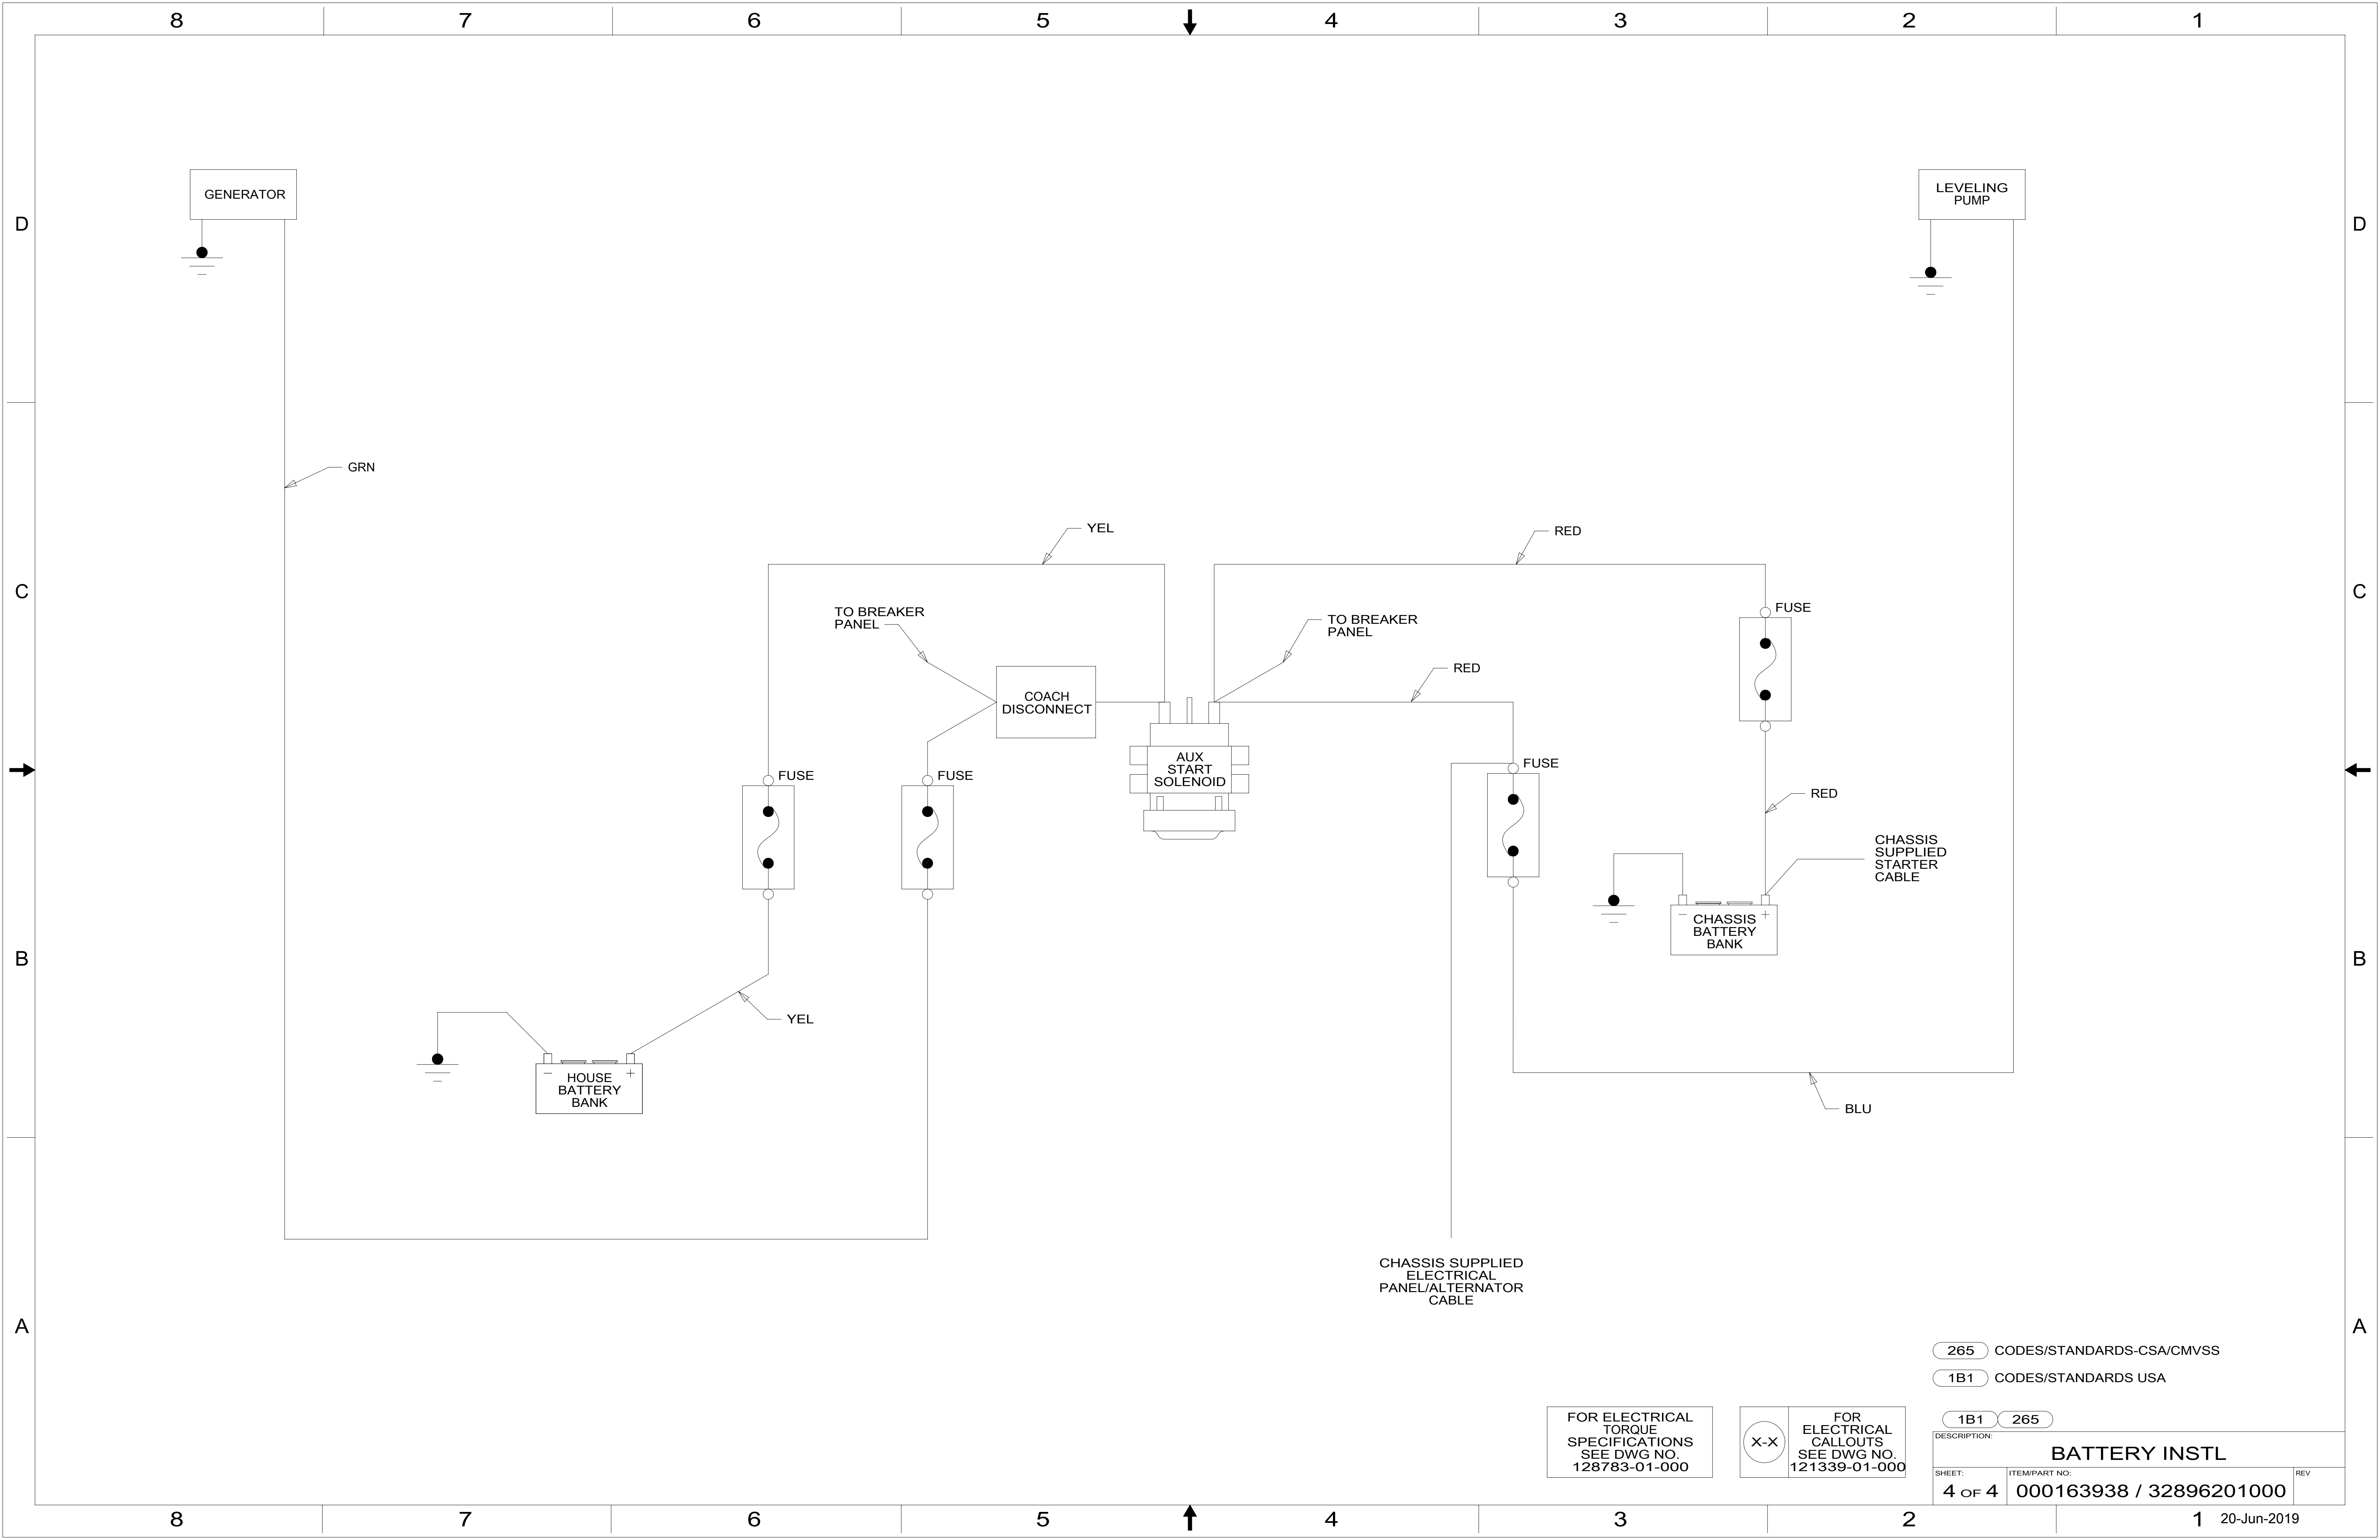 8 7 6 5 4 3 2 1
D
D
GENERATOR
LEVELING
PUMP
GRN
YEL
RED
C
C
TO BREAKER
PANEL
TO BREAKER
PANEL
FUSE
RED
COACH
DISCONNECT
AUX
START
SOLENOID
FUSE
FUSE
FUSE
RED
CHASSIS
SUPPLIED
STARTER
CABLE
- CHASSIS +
BATTERY
BANK
B
B
YEL
- HOUSE +
BATTERY
BANK
BLU
CHASSIS SUPPLIED
ELECTRICAL
PANEL/ALTERNATOR
CABLE
A
A
265 CODES/STANDARDS-CSA/CMVSS
1B1 CODES/STANDARDS USA
FOR ELECTRICAL
TORQUE
SPECIFICATIONS
SEE DWG NO.
128783-01-000
X-X
FOR
ELECTRICAL
CALLOUTS
SEE DWG NO.
121339-01-000
1B1 265
DESCRIPTION:
BATTERY INSTL
SHEET:
4 OF 4
ITEM/PART NO:
000163938 / 32896201000
REV
8 7 6 5 4 3 2 1
20-Jun-2019